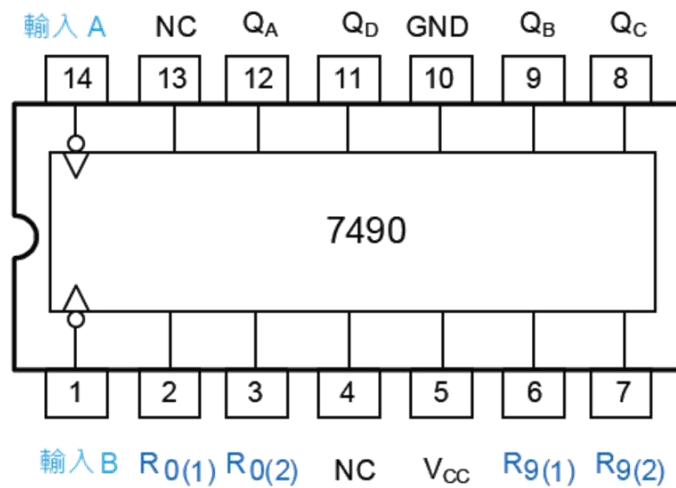 輸入 A NC QA QD GND QB QC
14 13 12 11 10 9 8
7490
1 2 3 4 5 6 7
輸入 B R0(1) R0(2) NC VCC R9(1) R9(2)